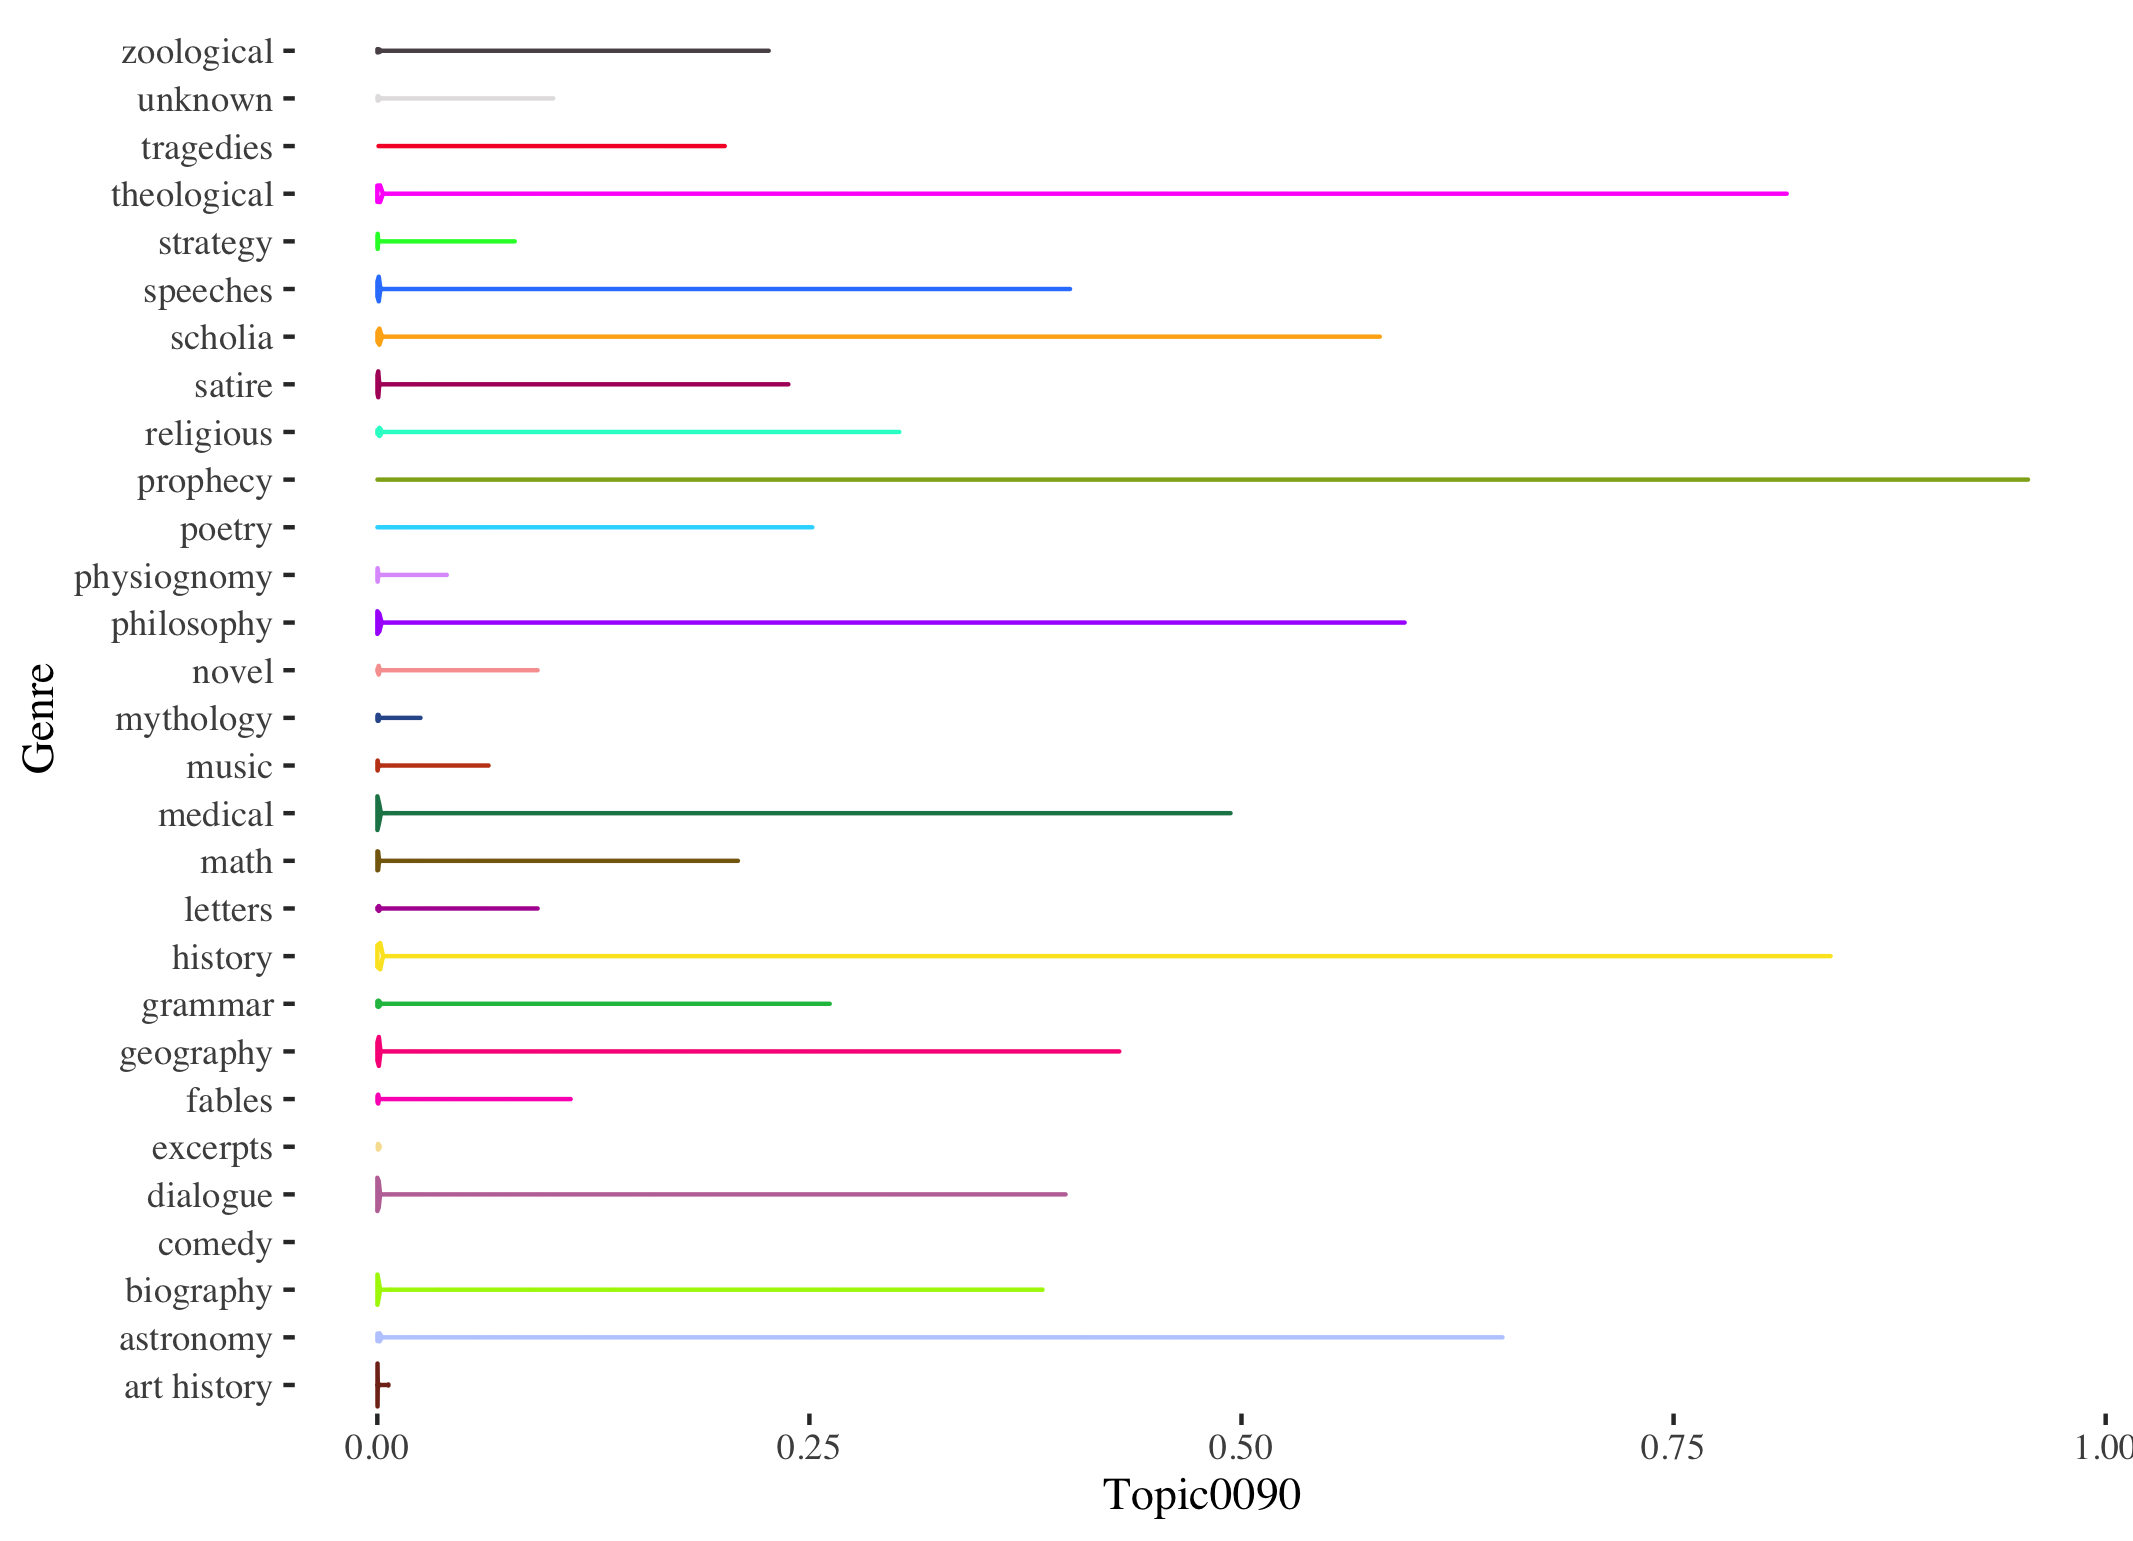 zoological
unknown
tragedies
theological
strategy
speeches
scholia
satire
religious
prophecy
poetry
physiognomy
philosophy
novel
mythology
music
medical
math
letters
history
grammar
geography
fables
excerpts
dialogue
comedy
biography
astronomy
art history
Genre
0.00 0.25 0.50 0.75 1.00
Topic0090